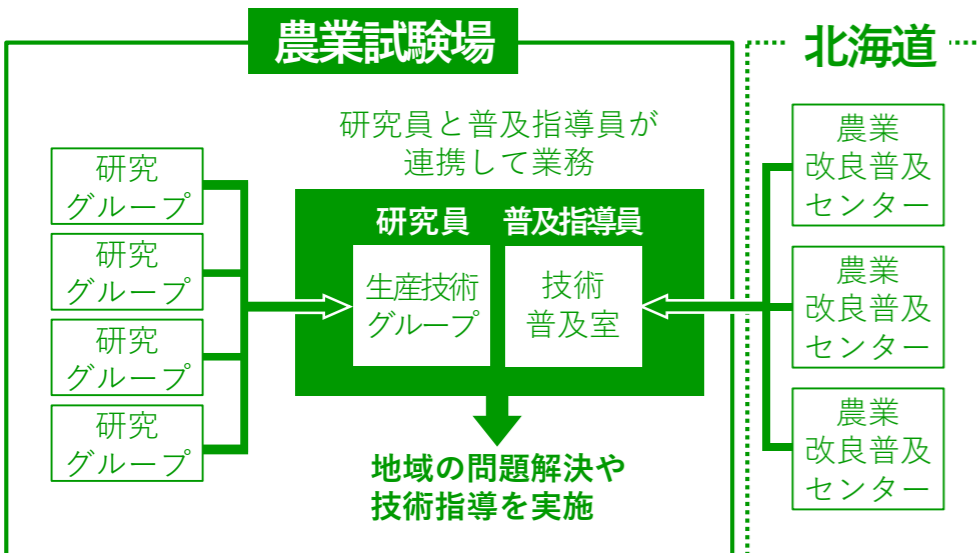 農業試験場
北海道
研究員と普及指導員が
連携して業務
研究
グループ
研究
グループ
研究
グループ
研究
グループ
研究員
普及指導員
生産技術
グループ
技術
普及室
地域の問題解決や
技術指導を実施
農業
改良普及
センター
農業
改良普及
センター
農業
改良普及
センター